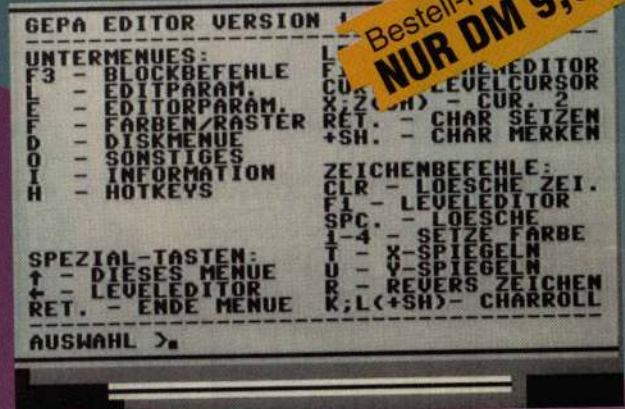 GEPA EDITOR VERSION
Bestell-
NUR DM 9,
UNTERMENUES:
F3 - BLOCKBEFEHLE
L - EDITPARAM.
E - EDITORPARAM.
F - FARBEN/RASTER
D - DISKMENUE
O - SONSTIGES
I - INFORMATION
H - HOTKEYS
SPEZIAL-TASTEN:
↑ - DIESES MENUE
← - LEVELEDITOR
RET. - ENDE MENUE
EDITOR
LEVELCURSOR
- CUR. 2
RET. - CHAR SETZEN
+SH. - CHAR MERKEN
ZEICHENBEFEHLE:
CLR - LOESCHE ZEI.
F1 - LEVELEDITOR
SPC. - LOESCHE
1-4 - SETZE FARBE
T - X-SPIEGELN
U - Y-SPIEGELN
R - REVERS ZEICHEN
K;L(+SH)- CHARROLL
AUSWAHL >